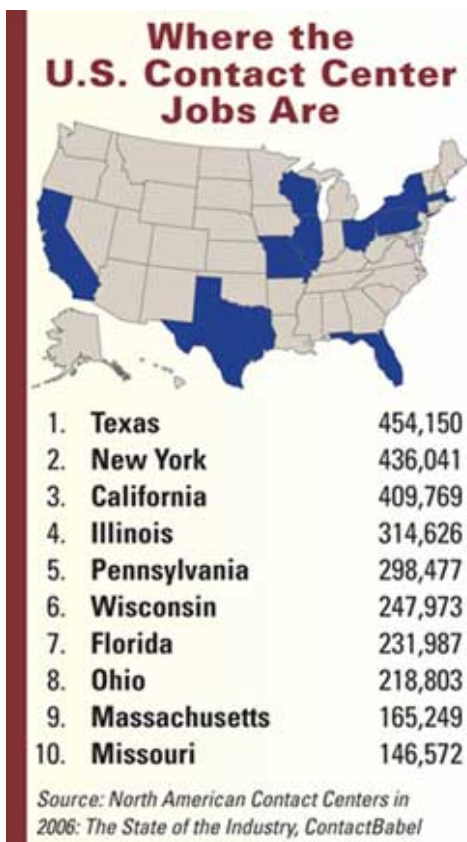 Where the
U.S. Contact Center
Jobs Are
1. Texas 454,150
2. New York 436,041
3. California 409,769
4. Illinois 314,626
5. Pennsylvania 298,477
6. Wisconsin 247,973
7. Florida 231,987
8. Ohio 218,803
9. Massachusetts 165,249
10. Missouri 146,572
Source: North American Contact Centers in
2006: The State of the Industry, ContactBabel